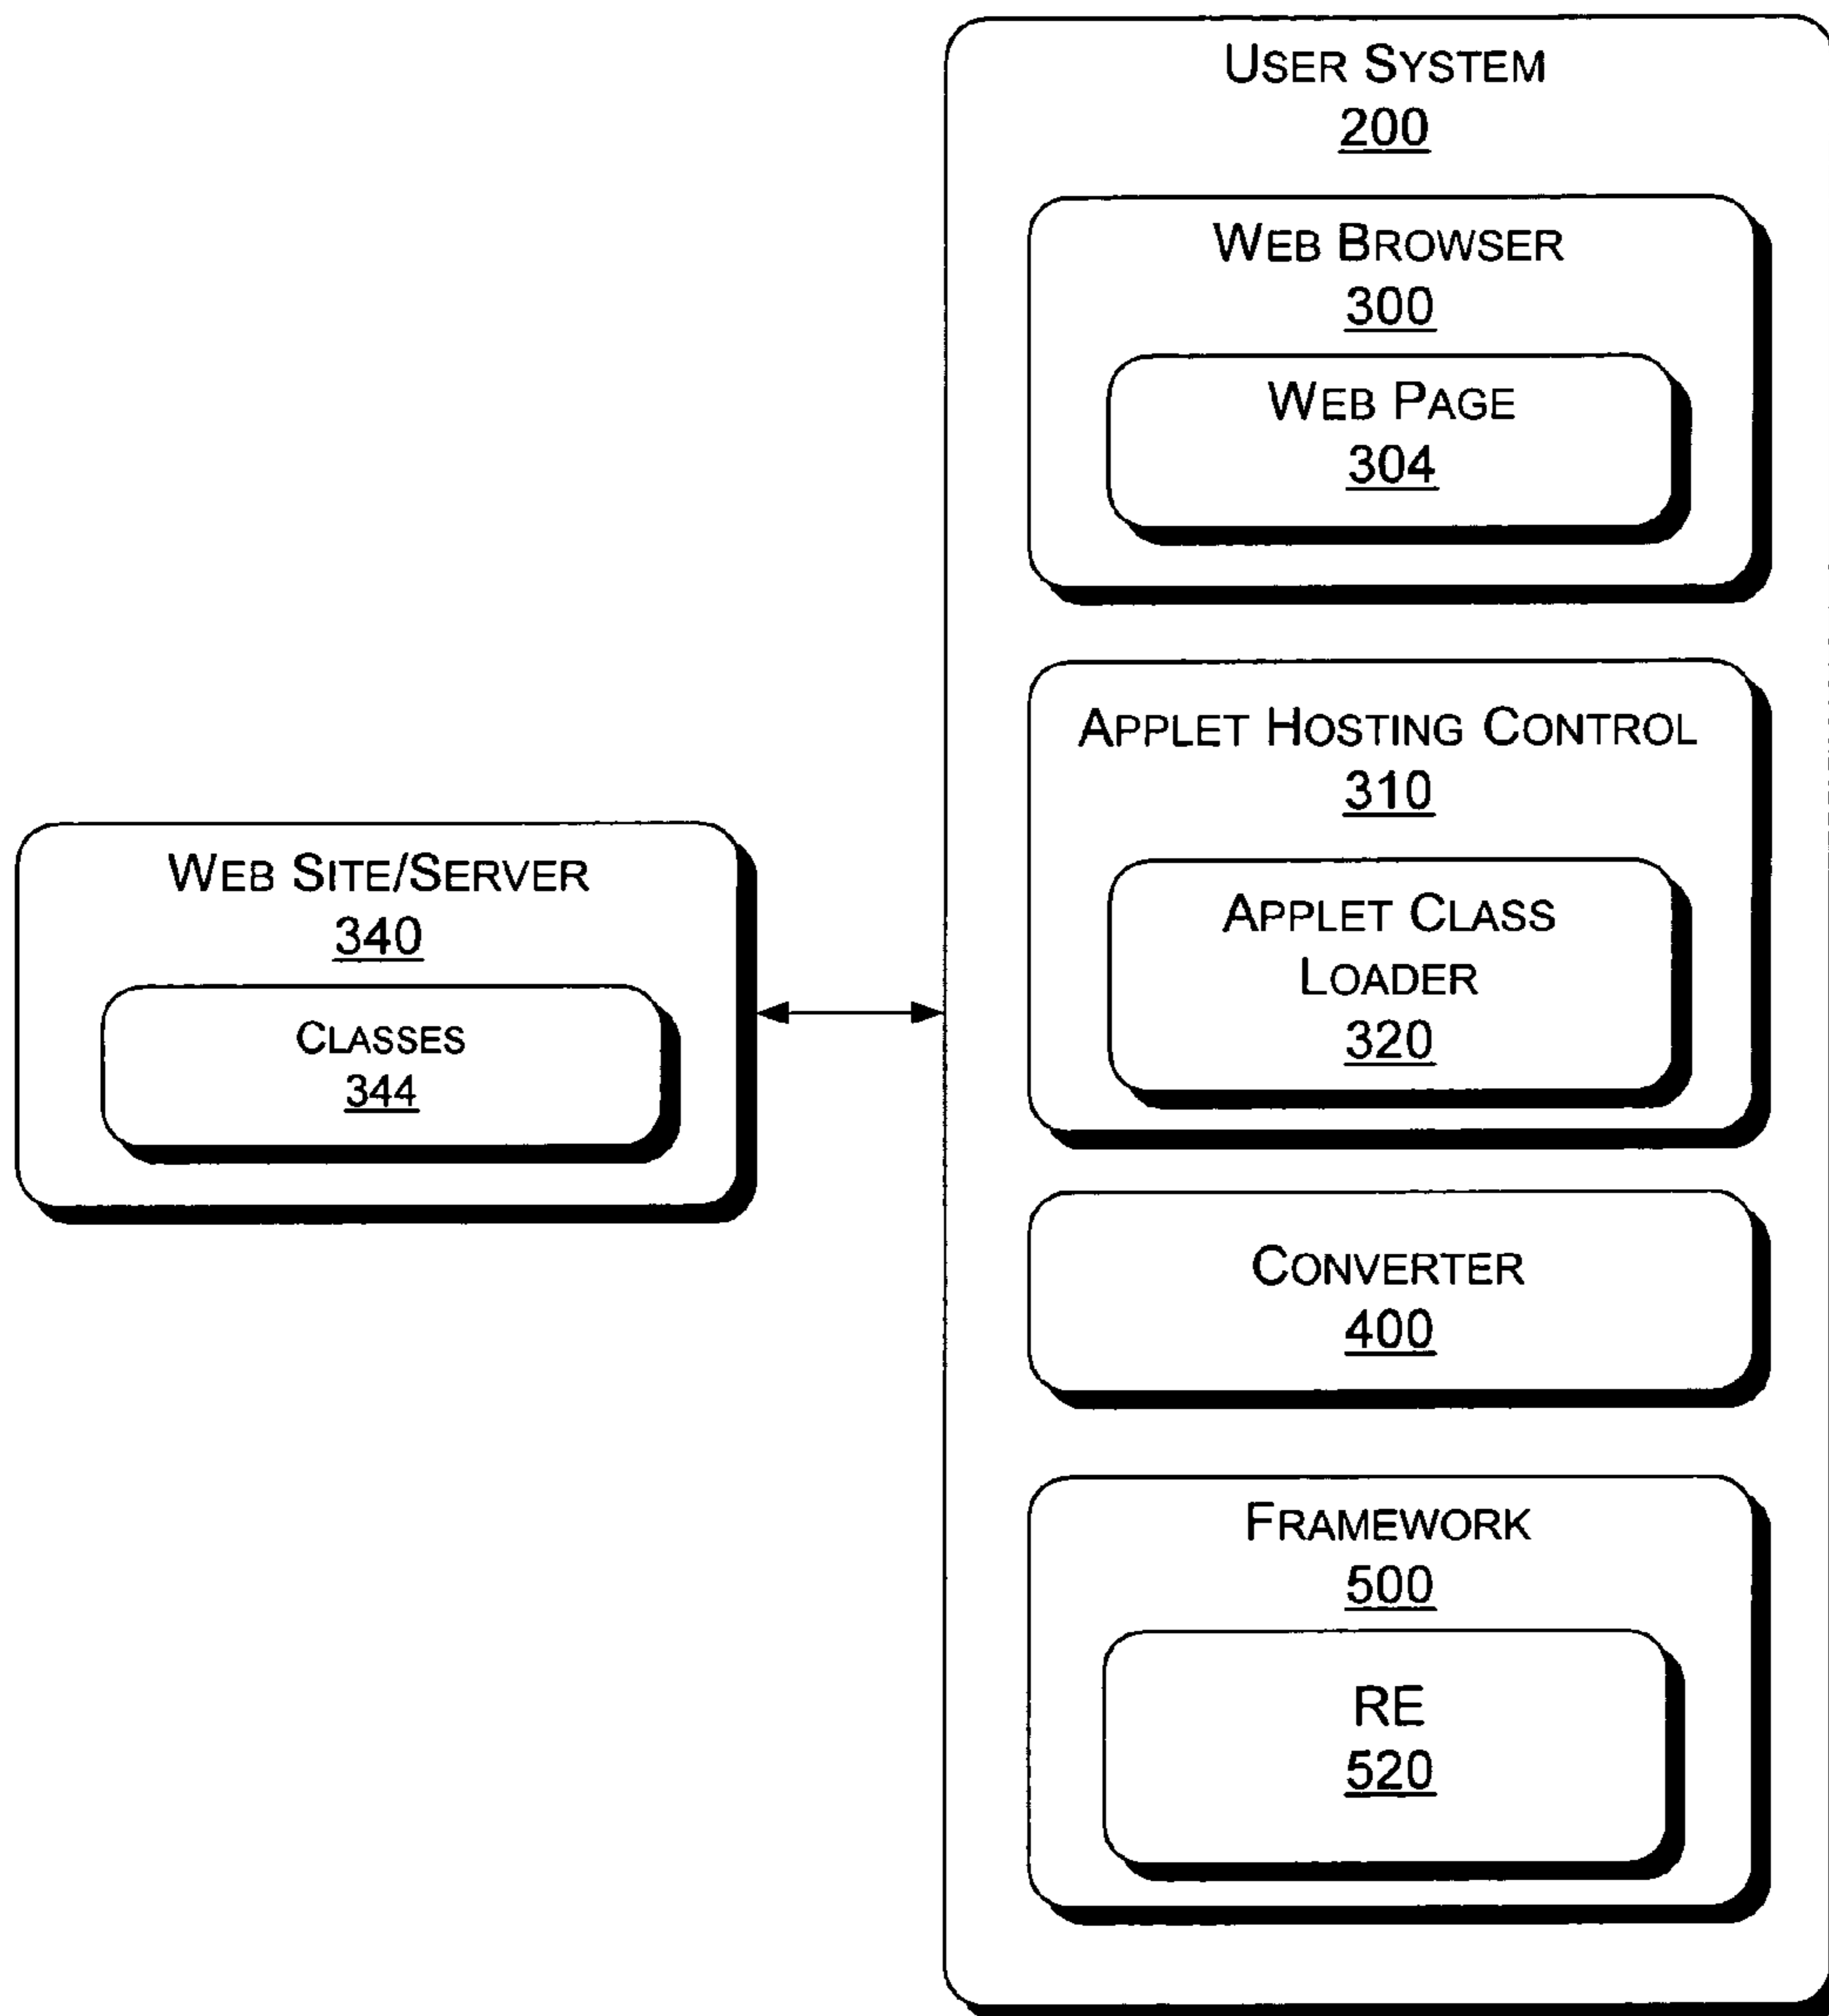 USER SYSTEM
200
WEB BROWSER
300
WEB PAGE
304
APPLET HOSTING CONTROL
310
APPLET CLASS
LOADER
320
CONVERTER
400
FRAMEWORK
500
RE
520
WEB SITE/SERVER
340
CLASSES
344